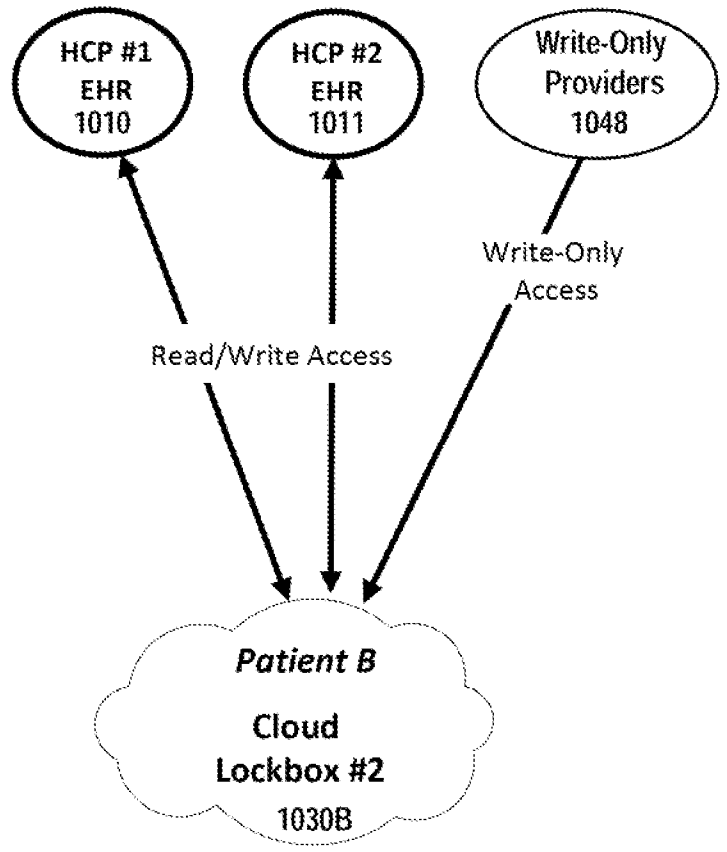 HCP #1
EHR
1010
HCP #2
EHR
1011
Write-Only
Providers
1048
Write-Only
Access
Read/Write Access
Patient B
Cloud
Lockbox #2
1030B